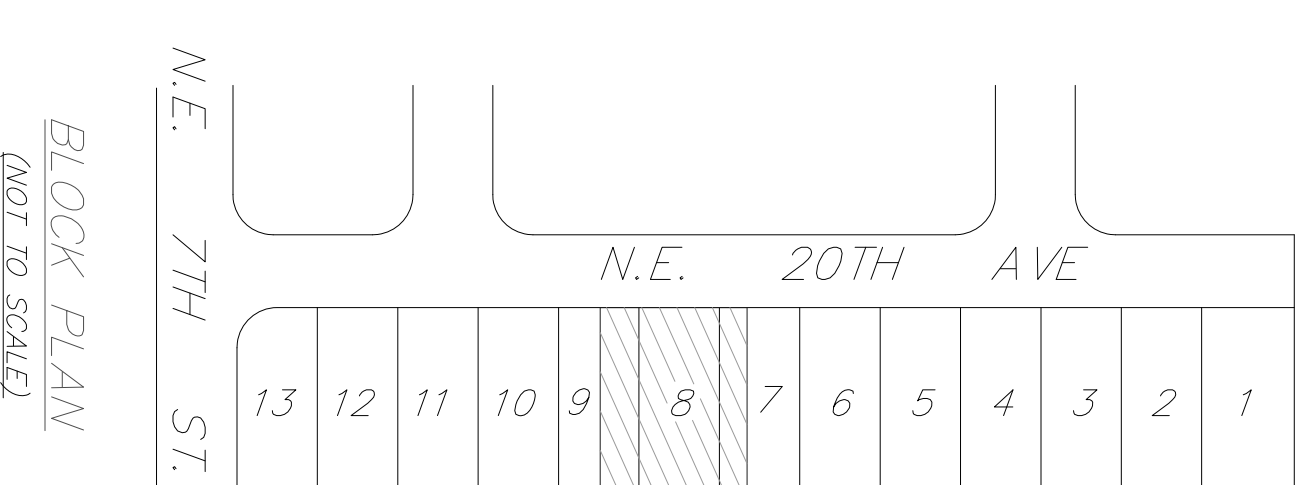 N.E. 7TH ST.
BLOCK PLAN
(NOT TO SCALE)
N.E. 20TH AVE
13 12 11 10 9 8 7 6 5 4 3 2 1